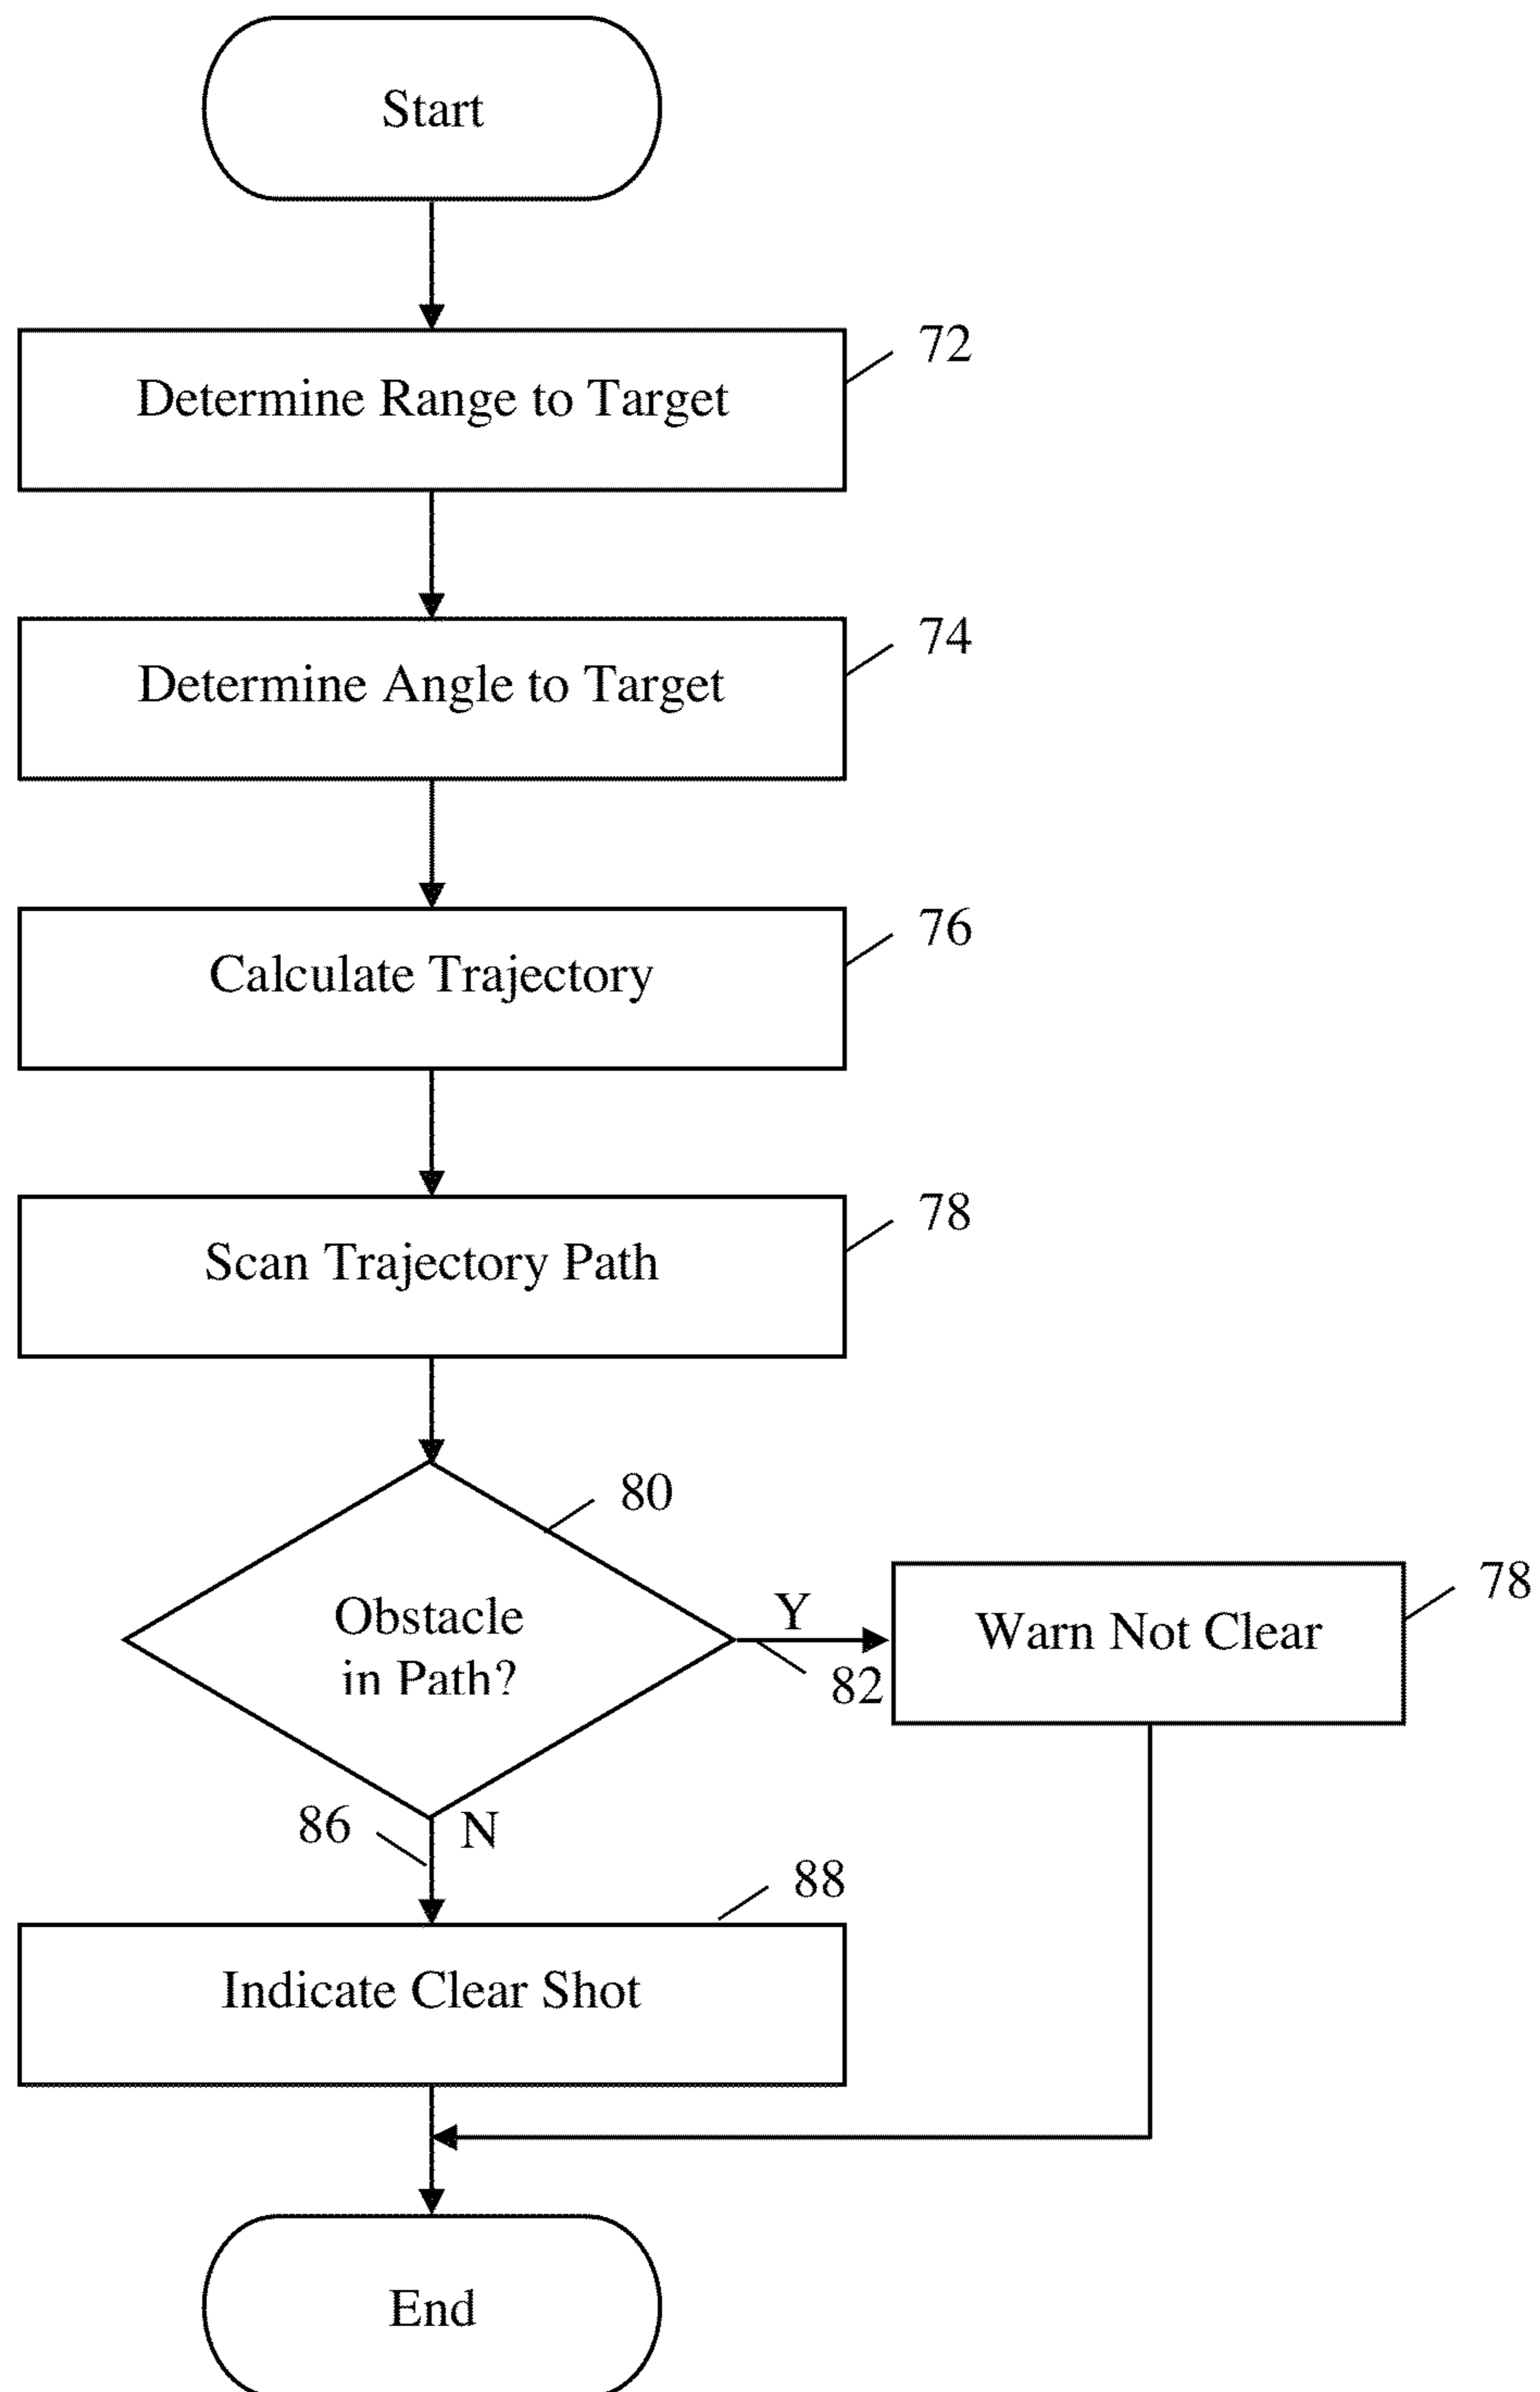 Start
72
Determine Range to Target
74
Determine Angle to Target
76
Calculate Trajectory
78
Scan Trajectory Path
80
Obstacle
in Path?
Y
82
78
Warn Not Clear
86
N
88
Indicate Clear Shot
End